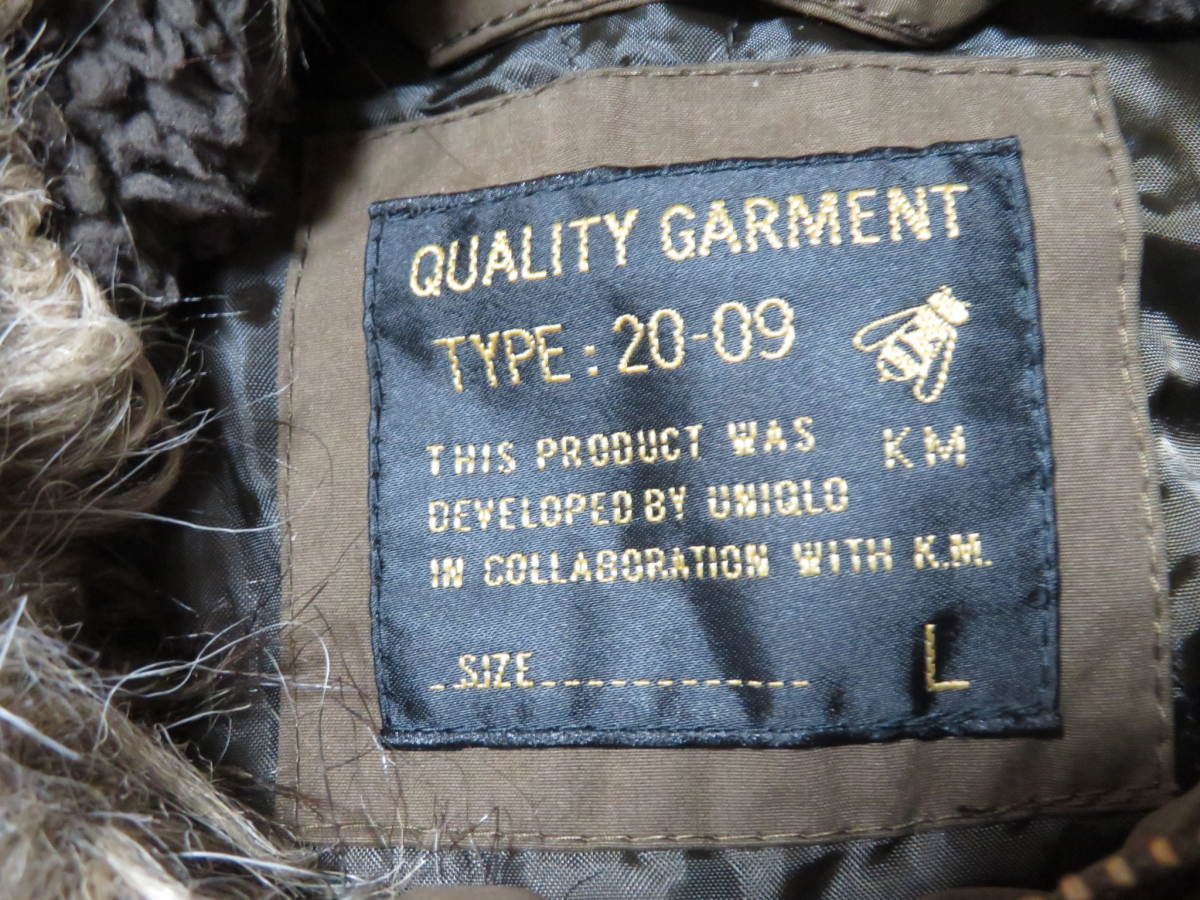 QUALITY GARMENT
TYPE : 20-09
THIS PRODUCT WAS
KM
DEVELOPED BY UNIQLO
IN COLLABORATION WITH K.M.
SIZE
L